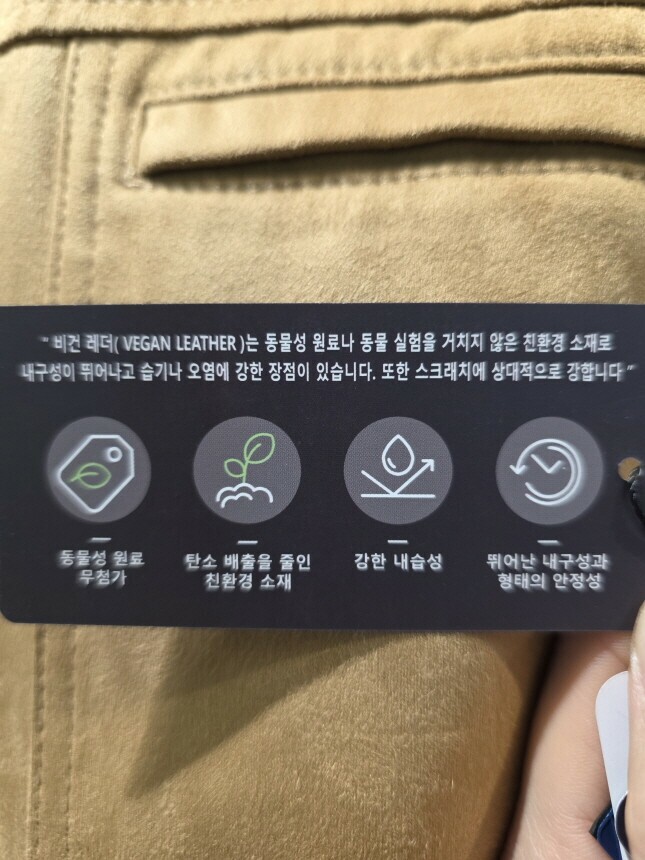 " 비건 레더( VEGAN LEATHER )는 동물성 원료나 동물 실험을 거치지 않은 친환경 소재로
내구성이 뛰어나고 습기나 오염에 강한 장점이 있습니다. 또한 스크래치에 상대적으로 강합니다 "
동물성 원료
무첨가
탄소 배출을 줄인
친환경 소재
강한 내습성
뛰어난 내구성과
형태의 안정성